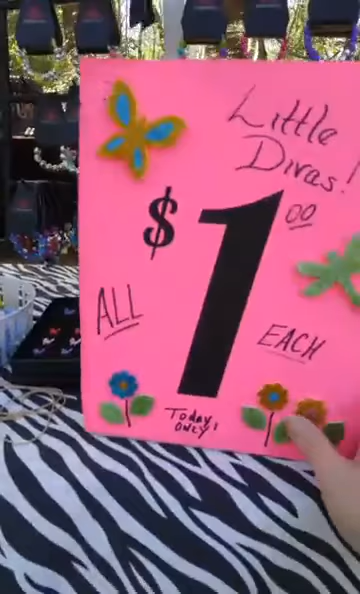 Little
Divas!
$1 00
ALL
EACH
Today
ONLY!